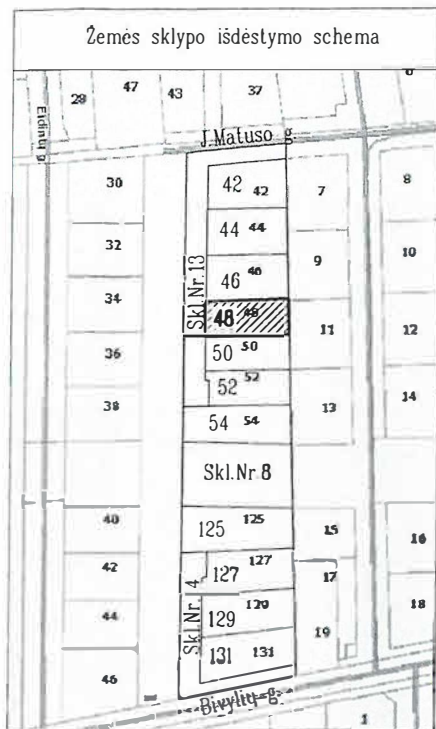 Žemės sklypo išdėstymo schema
28 47 43 37
Eidintų g.
J.Matuso g.
30 42 42 7 8
32 44 44 9 10
Skl.Nr.13
34 46 46
48 48 11 12
36 50 50
52 52
38 54 54 13 14
Skl.Nr.8
40 125 125 15 16
42 127 127 17
Skl.Nr. 4
44 129 129 18
46 131 131 19
Bivylių g.
1